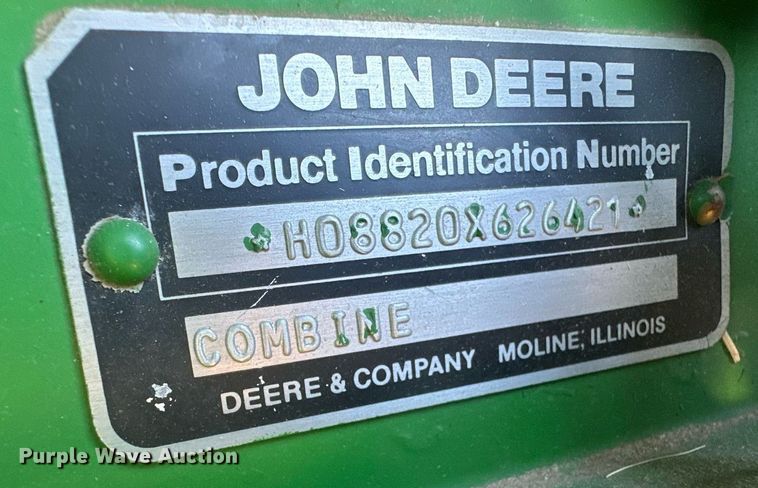 JOHN DEERE
Product Identification Number
*H08820X626421*
COMBINE
DEERE & COMPANY MOLINE, ILLINOIS
Purple Wave Auction